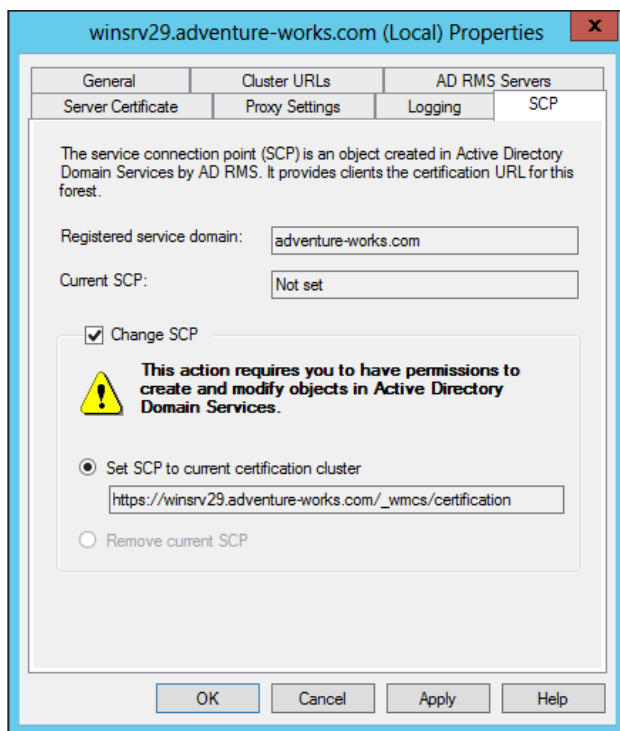 winsrv29.adventure-works.com (Local) Properties
x
General
Cluster URLs
AD RMS Servers
Server Certificate
Proxy Settings
Logging
SCP
The service connection point (SCP) is an object created in Active Directory
Domain Services by AD RMS. It provides clients the certification URL for this
forest.
Registered service domain:
adventure-works.com
Current SCP:
Not set
Change SCP
This action requires you to have permissions to
create and modify objects in Active Directory
Domain Services.
Set SCP to current certification cluster
https://winsrv29.adventure-works.com/_wmcs/certification
Remove current SCP
OK
Cancel
Apply
Help